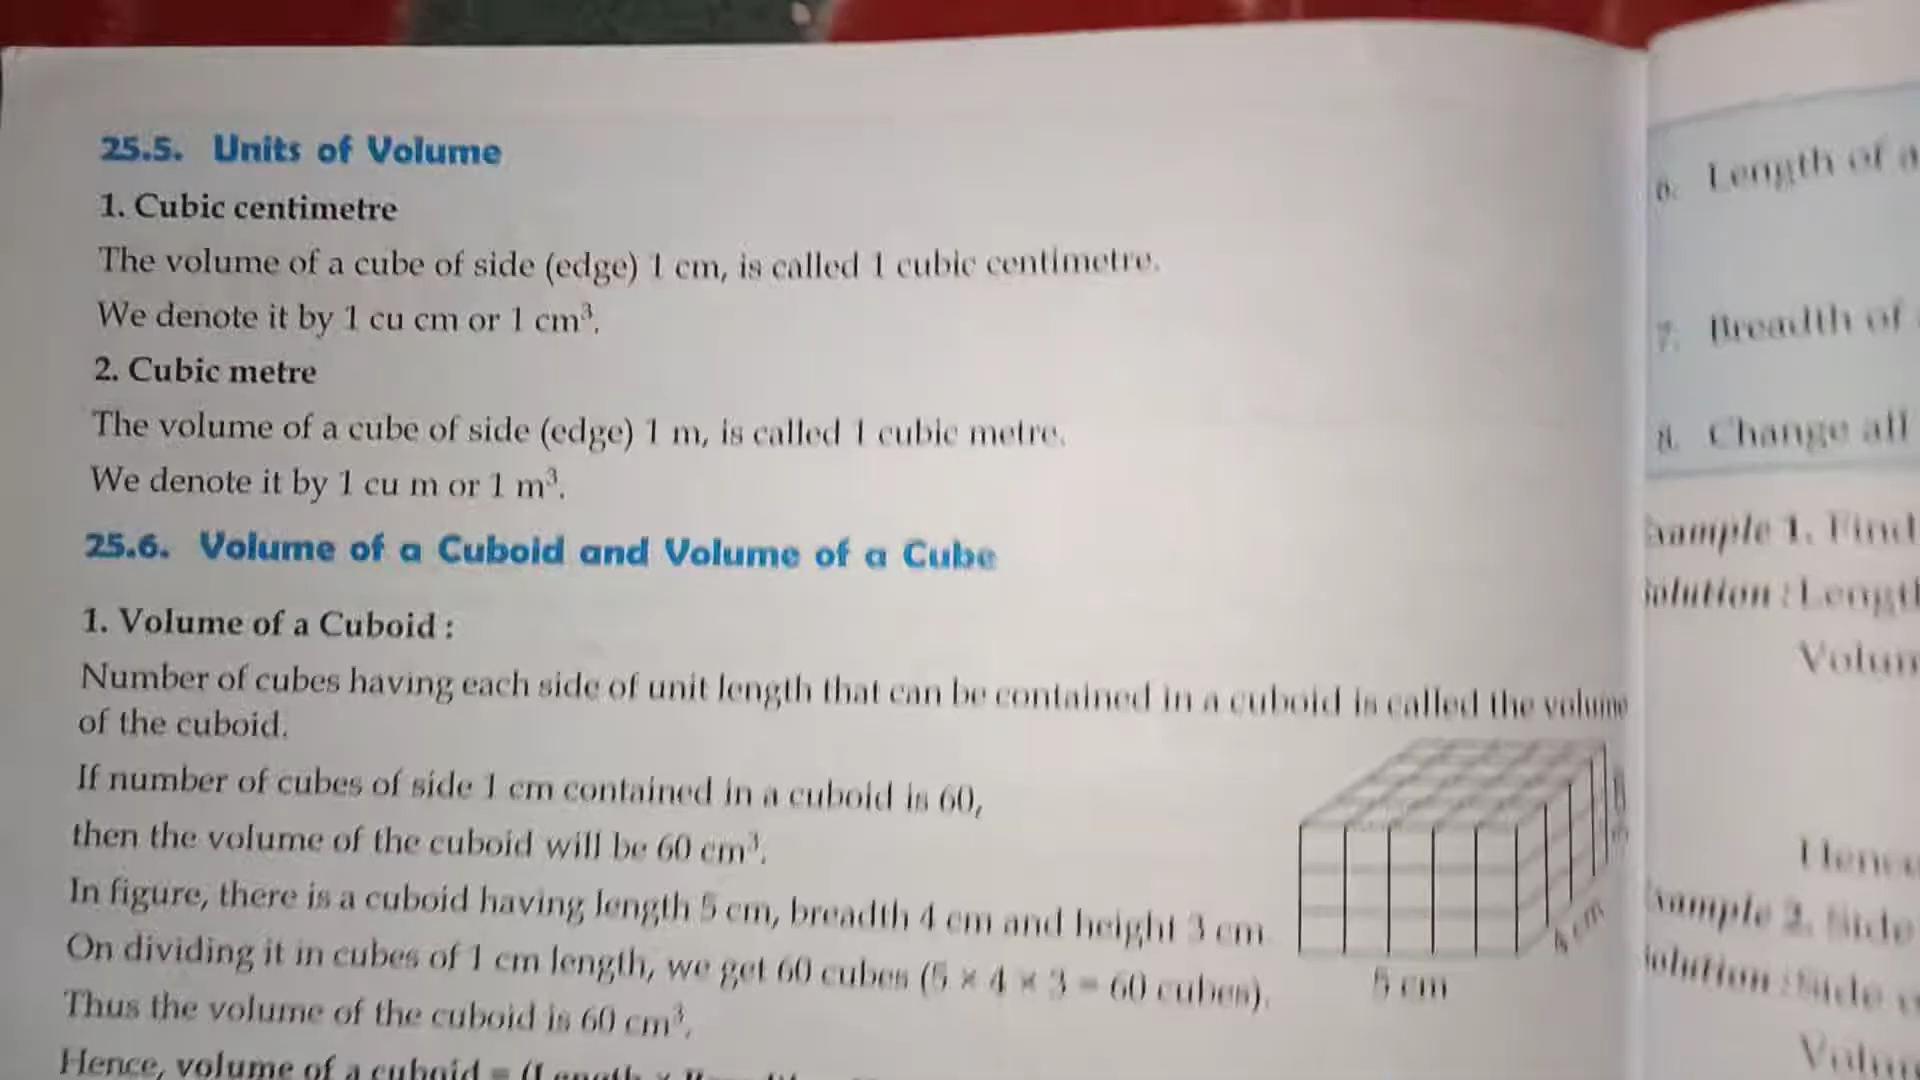 25.5. Units of Volume
1. Cubic centimetre
The volume of a cube of side (edge) 1 cm, is called 1 cubic centimetre.
We denote it by 1 cu cm or 1 cm³.
2. Cubic metre
The volume of a cube of side (edge) 1 m, is called 1 cubic metre.
We denote it by 1 cu m or 1 m³.
25.6. Volume of a Cuboid and Volume of a Cube
1. Volume of a Cuboid :
Number of cubes having each side of unit length that can be contained in a cuboid is called the volume
of the cuboid.
If number of cubes of side 1 cm contained in a cuboid is 60,
then the volume of the cuboid will be 60 cm³.
In figure, there is a cuboid having length 5 cm, breadth 4 cm and height 3 cm.
On dividing it in cubes of 1 cm length, we get 60 cubes (5 × 4 × 3 = 60 cubes).
Thus the volume of the cuboid is 60 cm³.
Hence, volume of a cuboid = (Length ×
5 cm
4 cm
6. Length of a
7. Breadth of
8. Change all
1. Find
2. Side